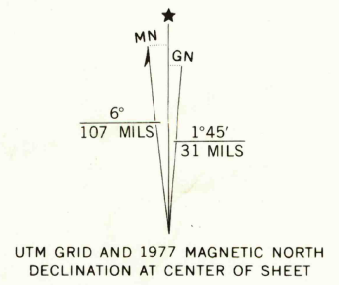 MN
GN
6°
107 MILS
1°45′
31 MILS
UTM GRID AND 1977 MAGNETIC NORTH
DECLINATION AT CENTER OF SHEET